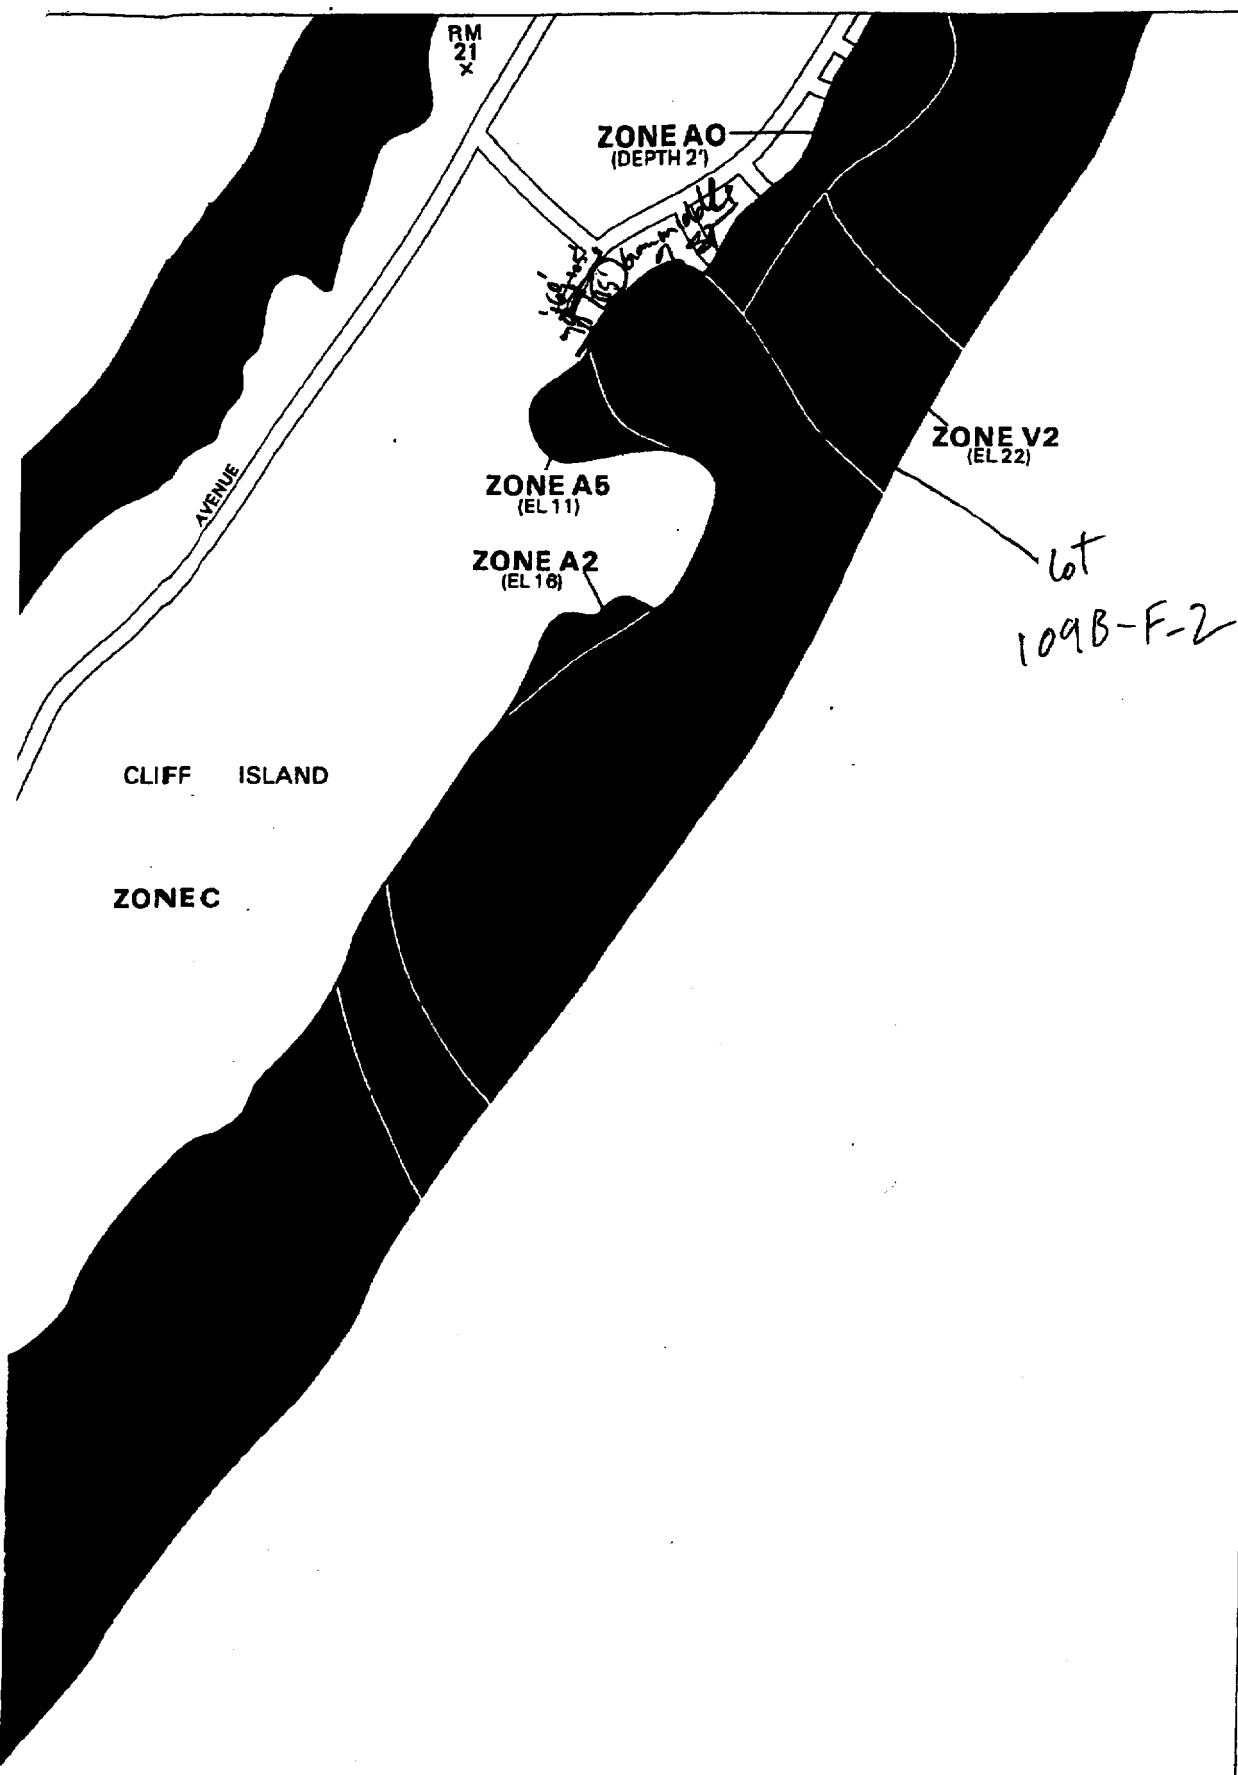 RM
21
x
ZONE AO
(DEPTH 2')
ZONE V2
(EL 22)
ZONE A5
(EL 11)
AVENUE
ZONE A2
(EL 16)
lot
109B-F-2
CLIFF ISLAND
ZONE C